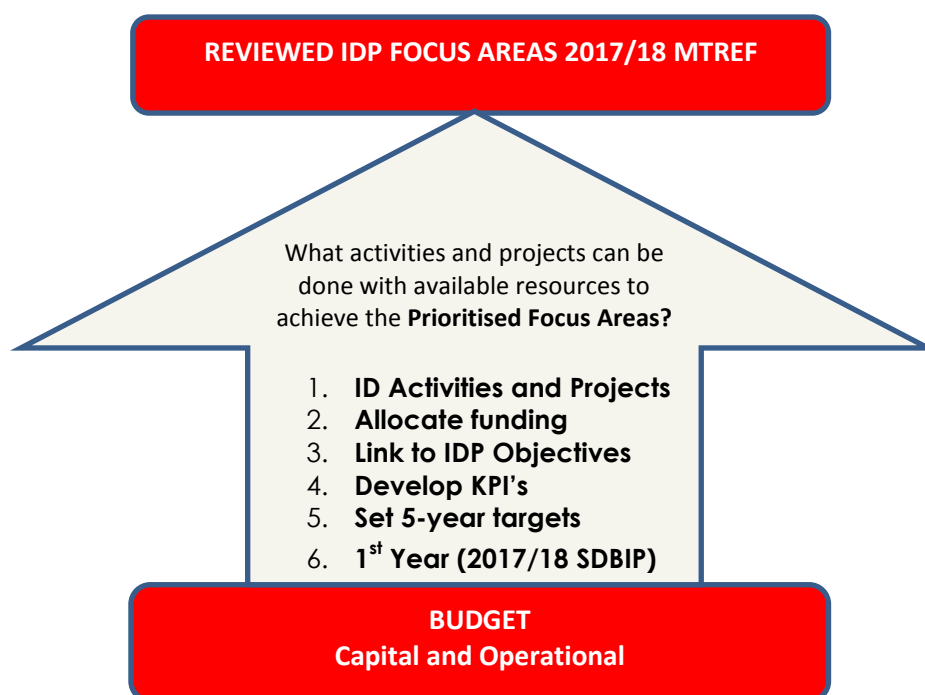 REVIEWED IDP FOCUS AREAS 2017/18 MTREF
What activities and projects can be
done with available resources to
achieve the Prioritised Focus Areas?
1. ID Activities and Projects
2. Allocate funding
3. Link to IDP Objectives
4. Develop KPI's
5. Set 5-year targets
6. 1st Year (2017/18 SDBIP)
BUDGET
Capital and Operational